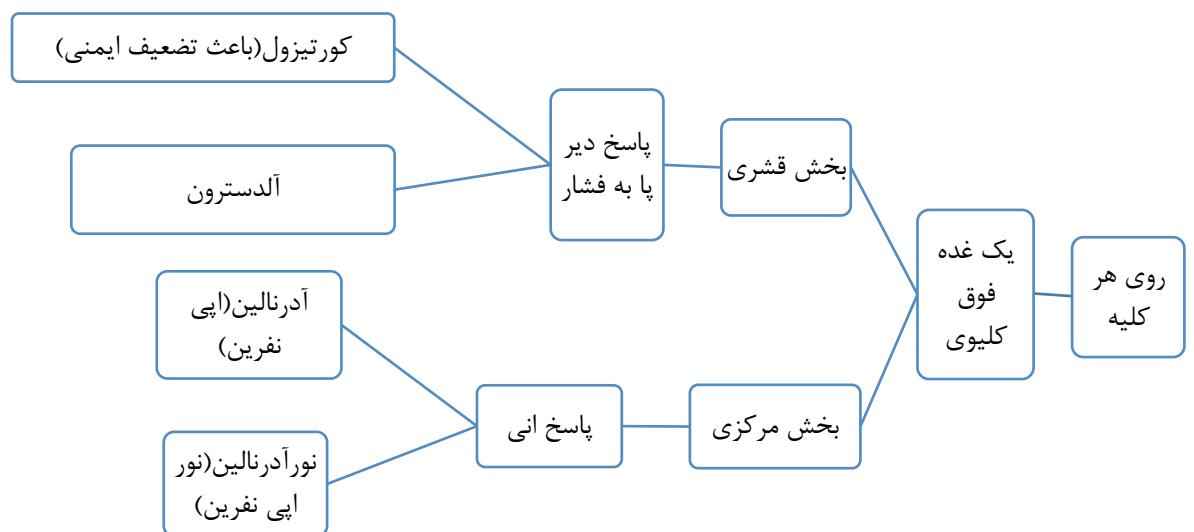 روی هر
کلیه
یک غده
فوق
کلیوی
بخش قشری
پاسخ دیر
پا به فشار
کورتیزول(باعث تضعیف ایمنی)
آلدسترون
بخش مرکزی
پاسخ انی
آدرنالین(اپی
نفرین)
نورآدرنالین(نور
اپی نفرین)